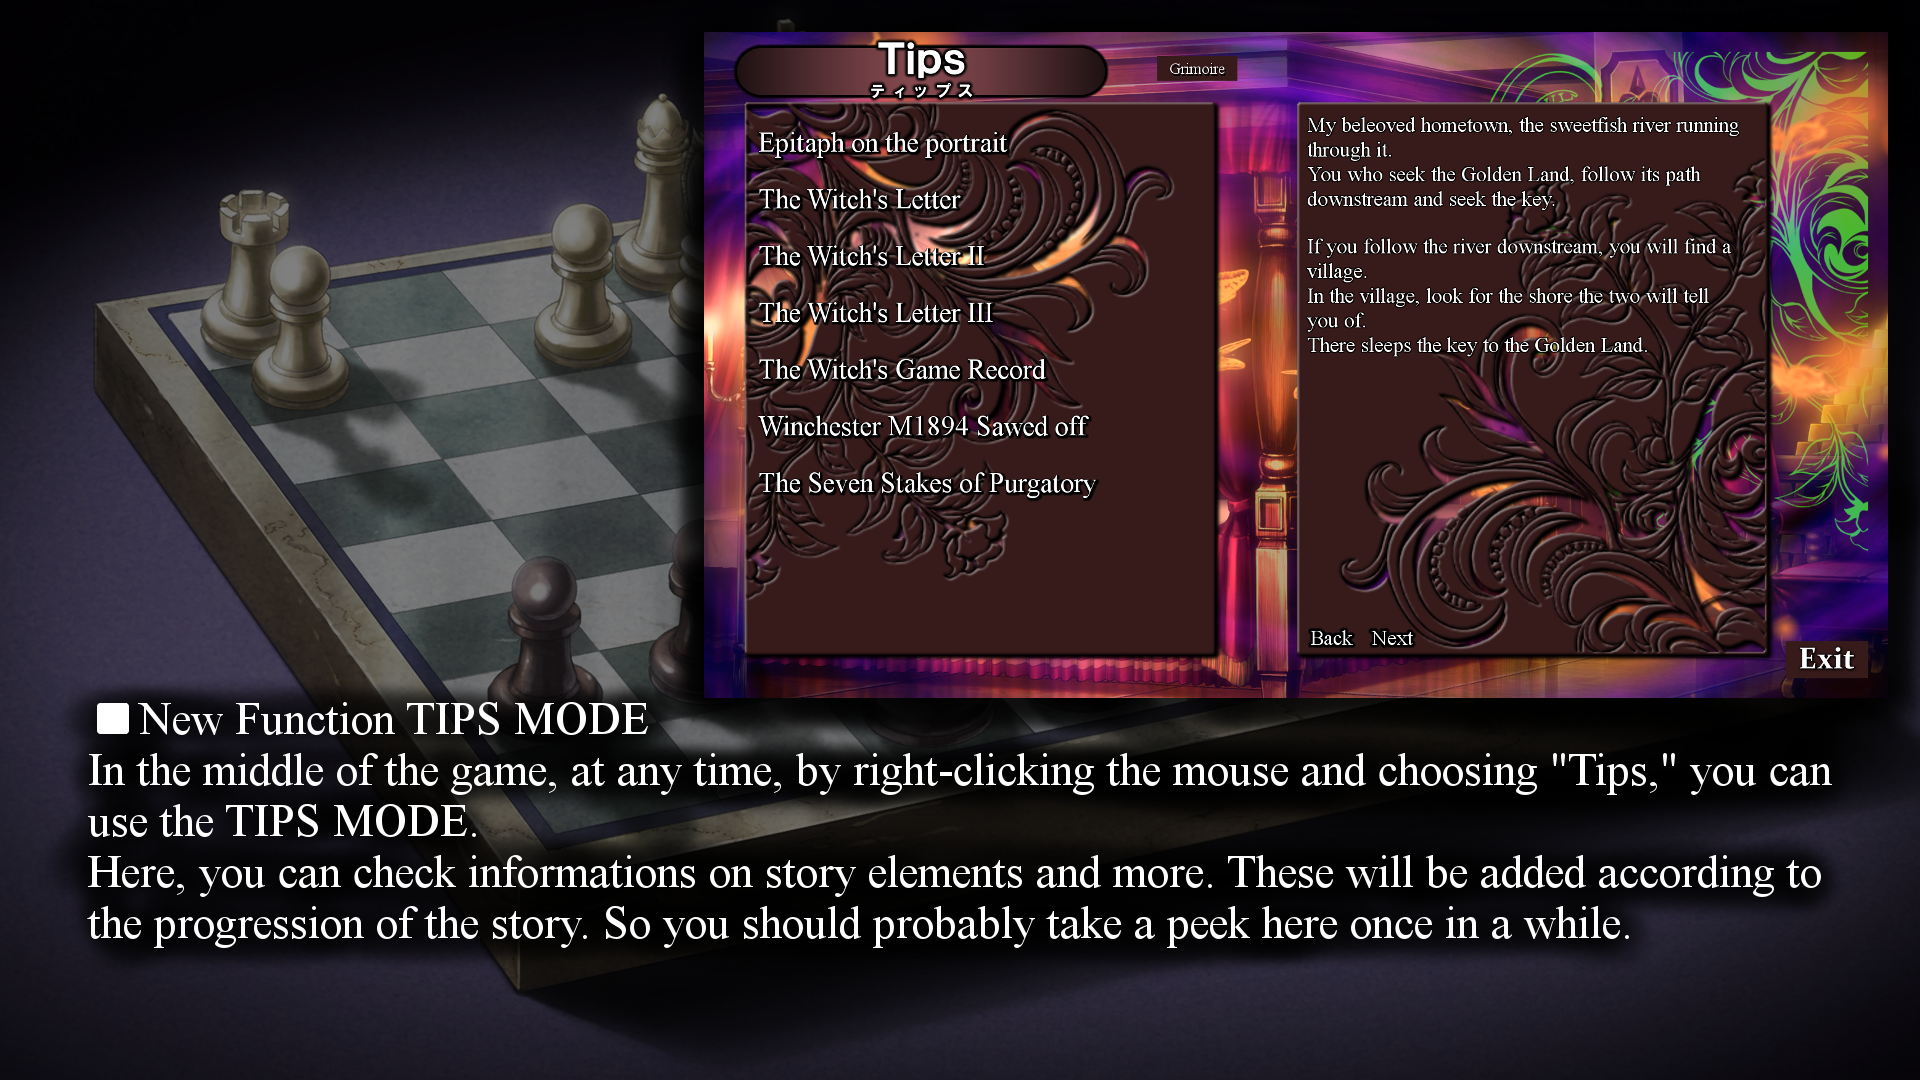 Tips
ティップス
Grimoire
Epitaph on the portrait
The Witch's Letter
The Witch's Letter II
The Witch's Letter III
The Witch's Game Record
Winchester M1894 Sawed off
The Seven Stakes of Purgatory
My beleoved hometown, the sweetfish river running
through it.
You who seek the Golden Land, follow its path
downstream and seek the key.
If you follow the river downstream, you will find a
village.
In the village, look for the shore the two will tell
you of.
There sleeps the key to the Golden Land.
Back Next
Exit
■New Function TIPS MODE
In the middle of the game, at any time, by right-clicking the mouse and choosing "Tips," you can
use the TIPS MODE.
Here, you can check informations on story elements and more. These will be added according to
the progression of the story. So you should probably take a peek here once in a while.